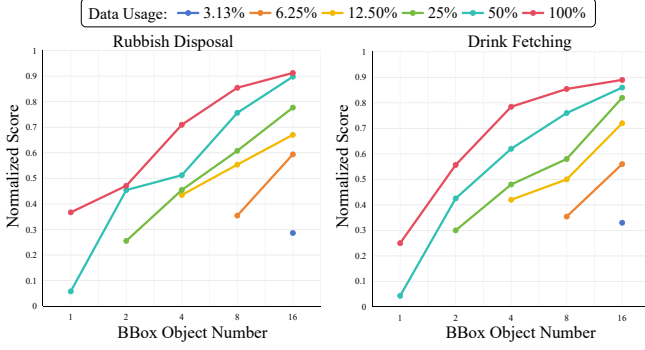 Data Usage: 3.13% 6.25% 12.50% 25% 50% 100%
Rubbish Disposal
Normalized Score
1
0.9
0.8
0.7
0.6
0.5
0.4
0.3
0.2
0.1
0
1 2 4 8 16
BBox Object Number
Drink Fetching
Normalized Score
1
0.9
0.8
0.7
0.6
0.5
0.4
0.3
0.2
0.1
0
1 2 4 8 16
BBox Object Number